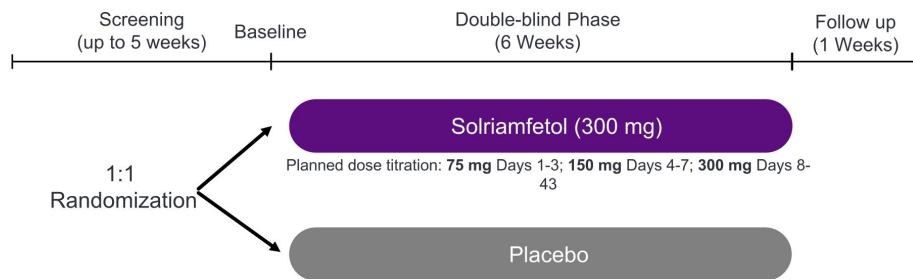 Screening
(up to 5 weeks)
Baseline
Double-blind Phase
(6 Weeks)
Follow up
(1 Weeks)
Solriamfetol (300 mg)
Planned dose titration: 75 mg Days 1-3; 150 mg Days 4-7; 300 mg Days 8-
43
1:1
Randomization
Placebo